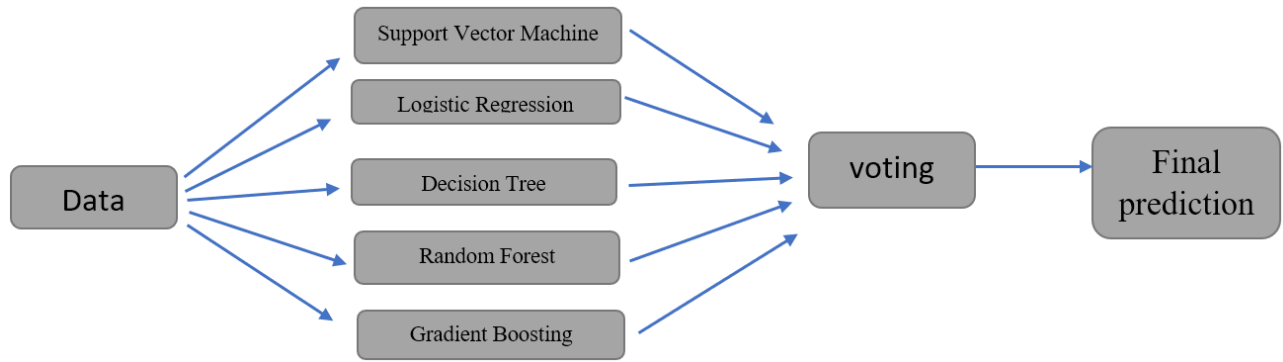 Support Vector Machine
Logistic Regression
Data
Decision Tree
voting
Final
prediction
Random Forest
Gradient Boosting